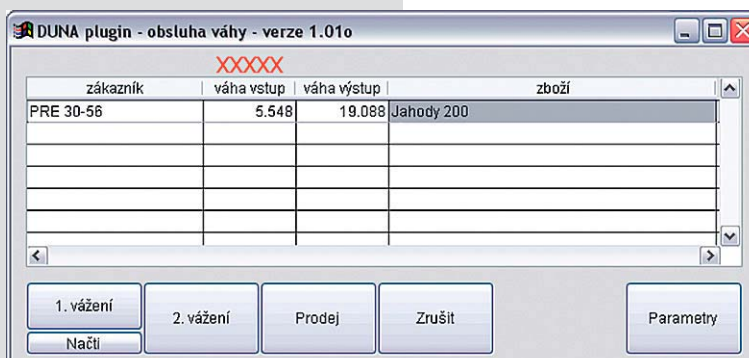 DUNA plugin - obsluha váhy - verze 1.01o
XXXXX
zákazník váha vstup váha výstup zboží
PRE 30-56 5.548 19.088 Jahody 200
1. vážení 2. vážení Prodej Zrušit Parametry
Načti